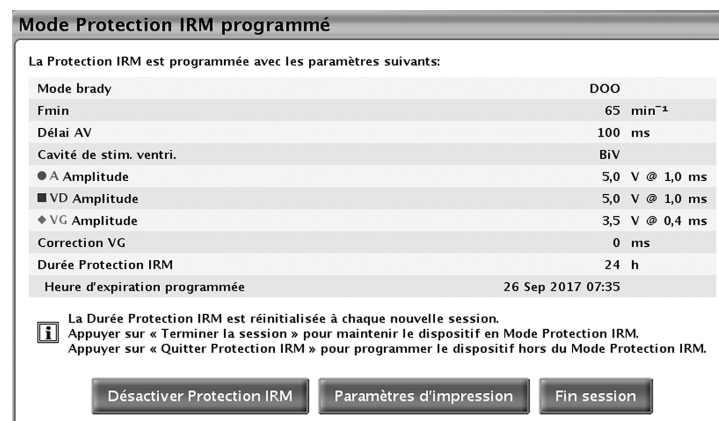 Mode Protection IRM programmé
La Protection IRM est programmée avec les paramètres suivants:
Mode brady DOO
Fmin 65 min⁻¹
Délai AV 100 ms
Cavité de stim. ventri. BiV
A Amplitude 5,0 V @ 1,0 ms
VD Amplitude 5,0 V @ 1,0 ms
VG Amplitude 3,5 V @ 0,4 ms
Correction VG 0 ms
Durée Protection IRM 24 h
Heure d'expiration programmée 26 Sep 2017 07:35
La Durée Protection IRM est réinitialisée à chaque nouvelle session.
Appuyer sur « Terminer la session » pour maintenir le dispositif en Mode Protection IRM.
Appuyer sur « Quitter Protection IRM » pour programmer le dispositif hors du Mode Protection IRM.
Désactiver Protection IRM Paramètres d'impression Fin session